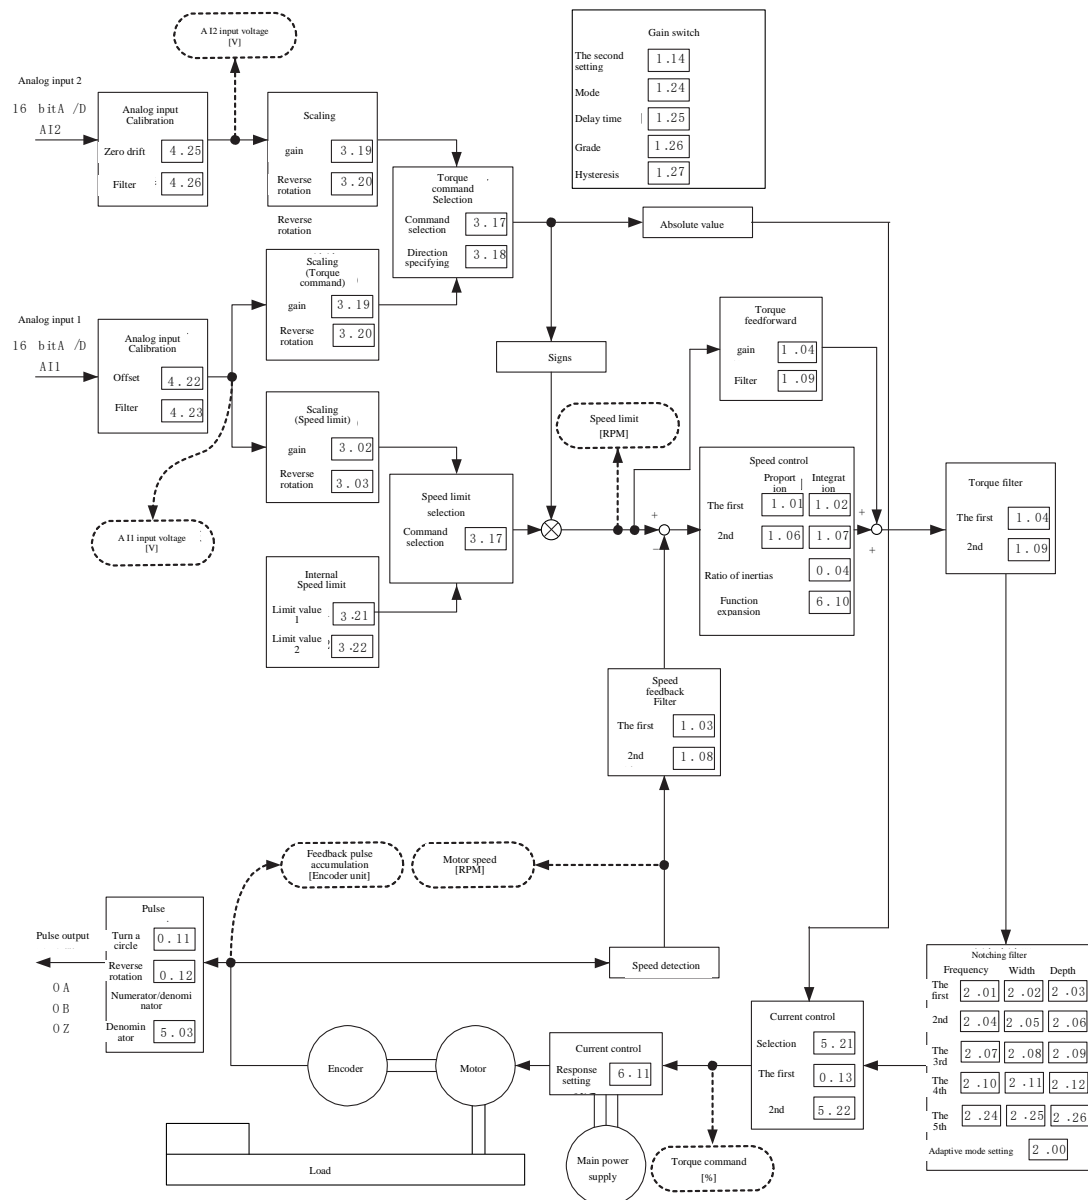 A I2 input voltage
[V]
Gain switch
The second
setting
1.14
Mode
1.24
Delay time
1.25
Grade
1.26
Hysteresis
1.27
Analog input 2
16 bitA /D
AI2
Analog input
Calibration
Zero drift
4.25
Filter
4.26
Scaling
gain
3.19
Reverse
rotation
3.20
Reverse
rotation
Torque
command
Selection
Command
selection
3.17
Direction
specifying
3.18
Absolute value
Scaling
(Torque
command)
gain
3.19
Reverse
rotation
3.20
Analog input 1
16 bitA /D
AI1
Analog input
Calibration
Offset
4.22
Filter
4.23
Signs
Torque
feedforward
gain
1.04
Filter
1.09
Scaling
(Speed limit)
gain
3.02
Reverse
rotation
3.03
Speed limit
[RPM]
Speed limit
selection
Command
selection
3.17
A I1 input voltage
[V]
Internal
Speed limit
Limit value
1
3.21
Limit value
2
3.22
+
−
Speed control
Proport
ion
Integrat
ion
The first
1.01
1.02
2nd
1.06
1.07
Ratio of inertias
0.04
Function
expansion
6.10
+
+
Torque filter
The first
1.04
2nd
1.09
Speed
feedback
Filter
The first
1.03
2nd
1.08
Feedback pulse
accumulation
[Encoder unit]
Motor speed
[RPM]
Pulse output
OA
OB
OZ
Pulse
Turn a
circle
0.11
Reverse
rotation
0.12
Numerator/denomi
nator
Denomin
ator
5.03
Speed detection
Notching filter
Frequency Width Depth
The
first
2.01 2.02 2.03
2nd
2.04 2.05 2.06
The
3rd
2.07 2.08 2.09
The
4th
2.10 2.11 2.12
The
5th
2.24 2.25 2.26
Adaptive mode setting
2.00
Current control
Selection
5.21
The first
0.13
2nd
5.22
Current control
Response
setting
6.11
Encoder
Motor
Load
Main power
supply
Torque command
[%]